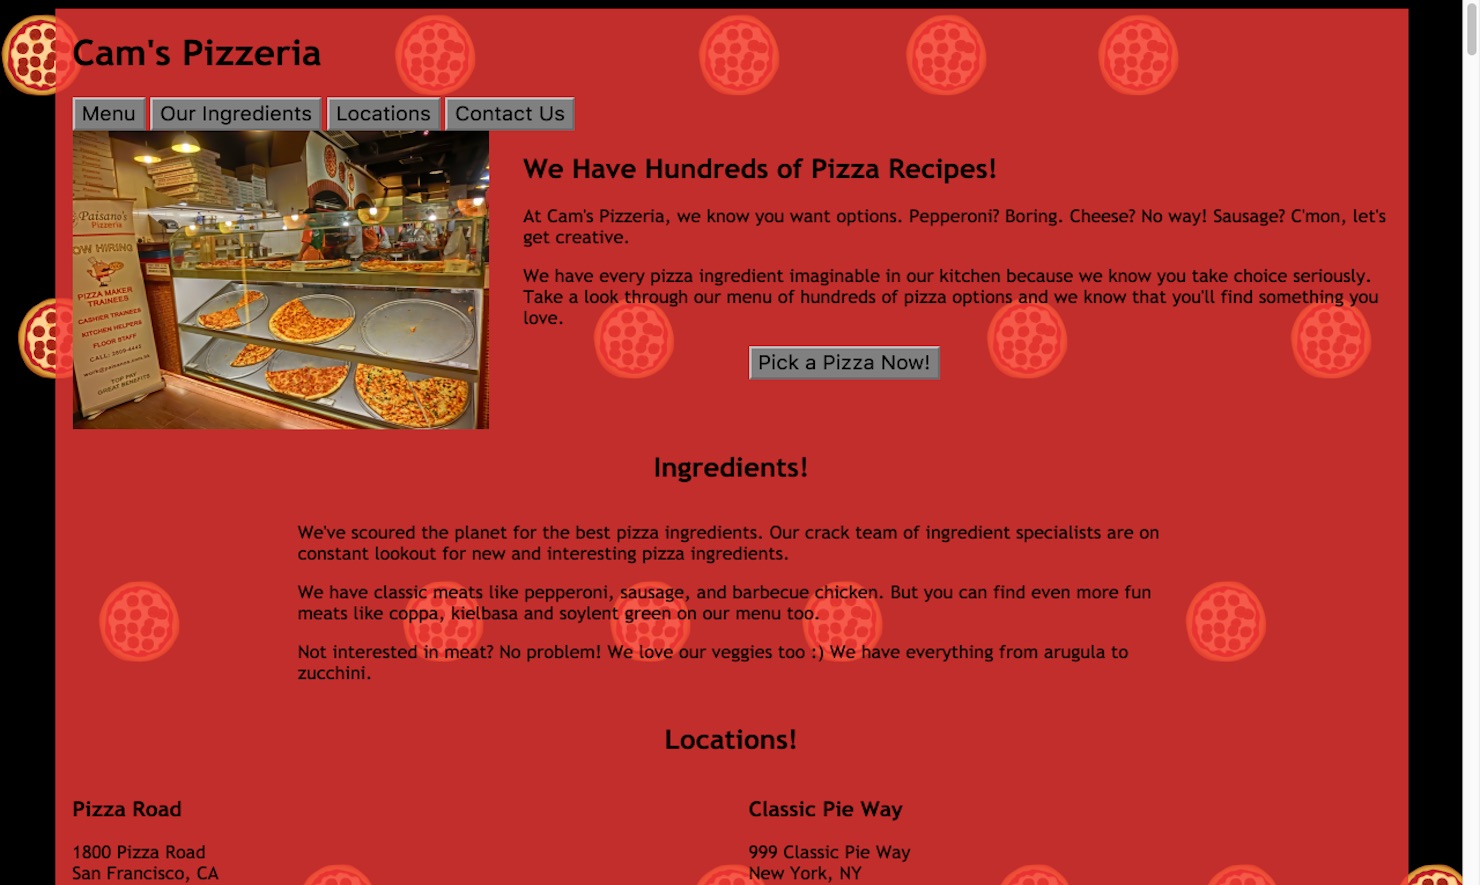 Cam's Pizzeria
Menu
Our Ingredients
Locations
Contact Us
Paisano's
Pizzeria
OW HIRING
PIZZA MAKER
TRAINEES
CASHIER TRAINEES
KITCHEN HELPERS
FLOOR STAFF
TOP PAY
GREAT BENEFITS
We Have Hundreds of Pizza Recipes!
At Cam's Pizzeria, we know you want options. Pepperoni? Boring. Cheese? No way! Sausage? C'mon, let's
get creative.
We have every pizza ingredient imaginable in our kitchen because we know you take choice seriously.
Take a look through our menu of hundreds of pizza options and we know that you'll find something you
love.
Pick a Pizza Now!
Ingredients!
We've scoured the planet for the best pizza ingredients. Our crack team of ingredient specialists are on
constant lookout for new and interesting pizza ingredients.
We have classic meats like pepperoni, sausage, and barbecue chicken. But you can find even more fun
meats like coppa, kielbasa and soylent green on our menu too.
Not interested in meat? No problem! We love our veggies too :) We have everything from arugula to
zucchini.
Locations!
Pizza Road
1800 Pizza Road
San Francisco, CA
Classic Pie Way
999 Classic Pie Way
New York, NY